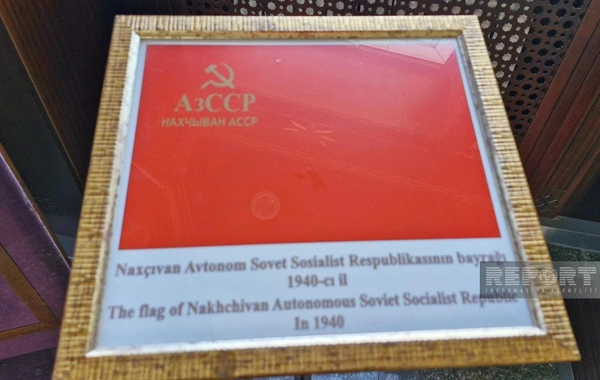 АзССР
НАХЧЫВАН АССР
Naxçıvan Avtonom Sovet Sosialist Respublikasının bayrağı
1940-cı il
The flag of Nakhchivan Autonomous Soviet Socialist Republic
In 1940
REPORT